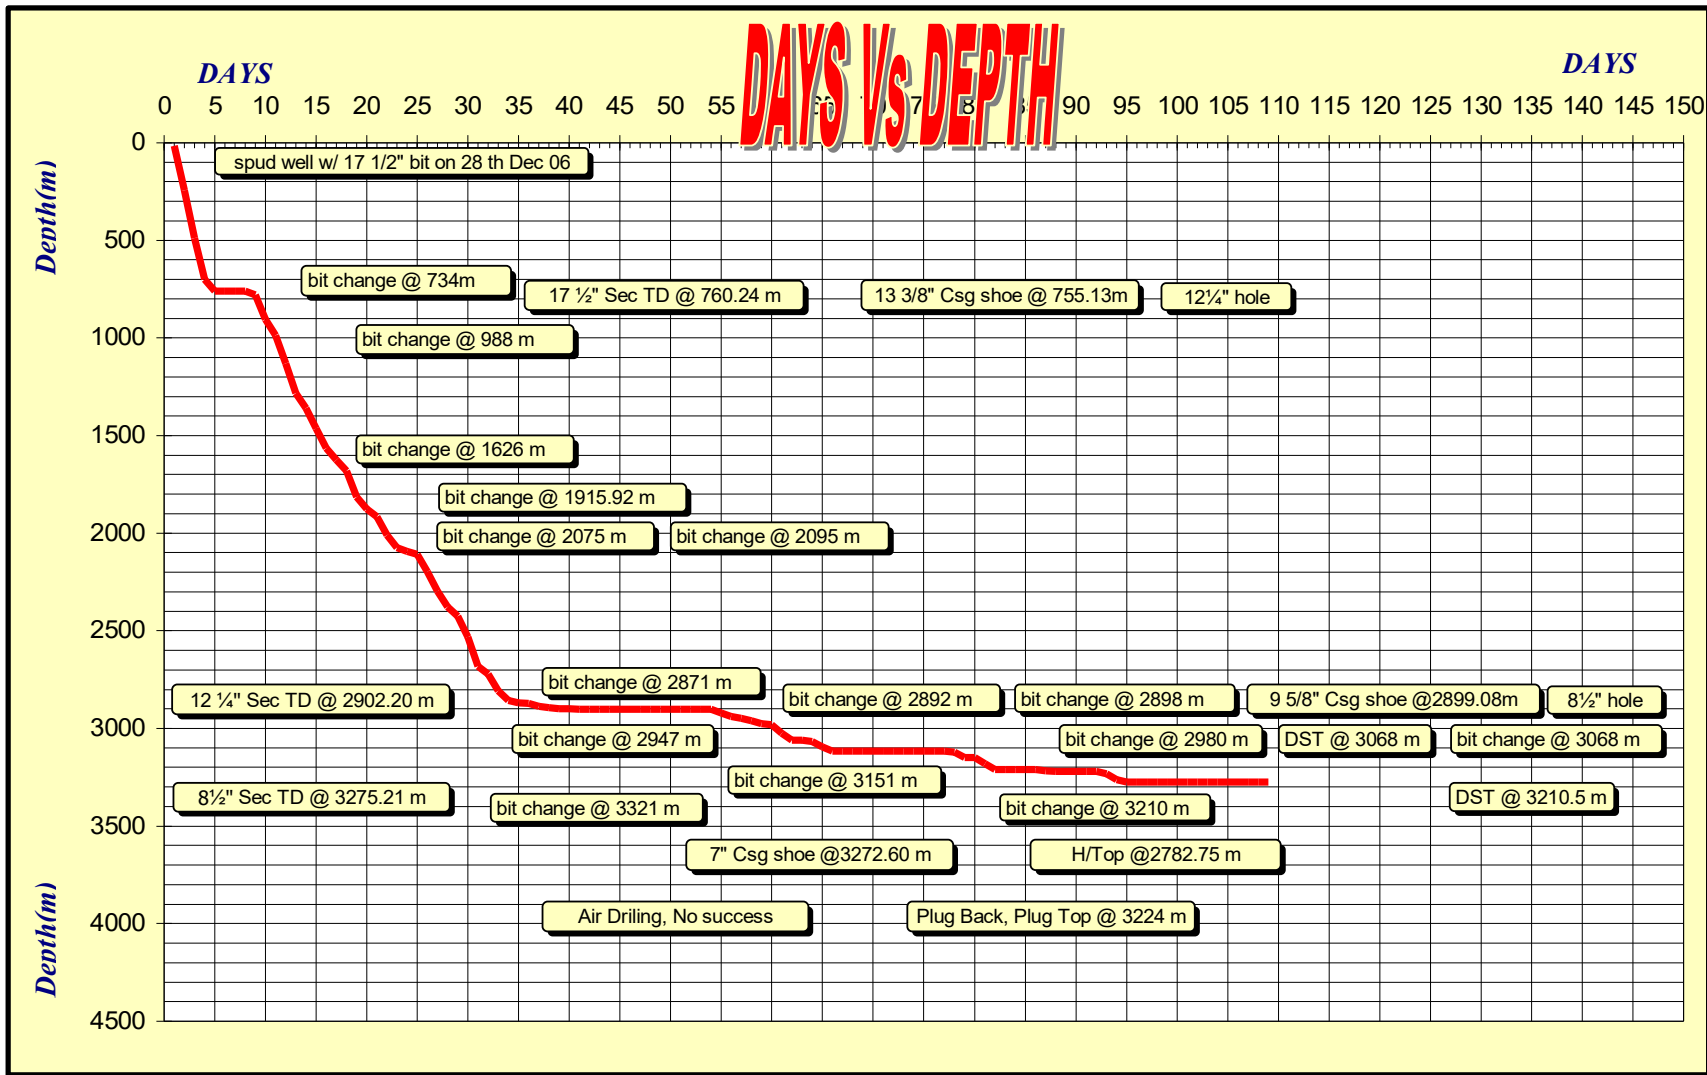 DAYS Vs DEPTH
DAYS
DAYS
0 5 10 15 20 25 30 35 40 45 50 55 65 70 80 85 90 95 100 105 110 115 120 125 130 135 140 145 150
0
Depth(m)
spud well w/ 17 1/2" bit on 28 th Dec 06
500
bit change @ 734m
17 ½" Sec TD @ 760.24 m
13 3/8" Csg shoe @ 755.13m
12¼" hole
1000
bit change @ 988 m
1500
bit change @ 1626 m
bit change @ 1915.92 m
2000
bit change @ 2075 m
bit change @ 2095 m
2500
bit change @ 2871 m
12 ¼" Sec TD @ 2902.20 m
bit change @ 2892 m
bit change @ 2898 m
9 5/8" Csg shoe @2899.08m
8½" hole
3000
bit change @ 2947 m
bit change @ 2980 m
DST @ 3068 m
bit change @ 3068 m
bit change @ 3151 m
8½" Sec TD @ 3275.21 m
DST @ 3210.5 m
3500
bit change @ 3321 m
bit change @ 3210 m
7" Csg shoe @3272.60 m
H/Top @2782.75 m
4000
Air Driling, No success
Plug Back, Plug Top @ 3224 m
Depth(m)
4500